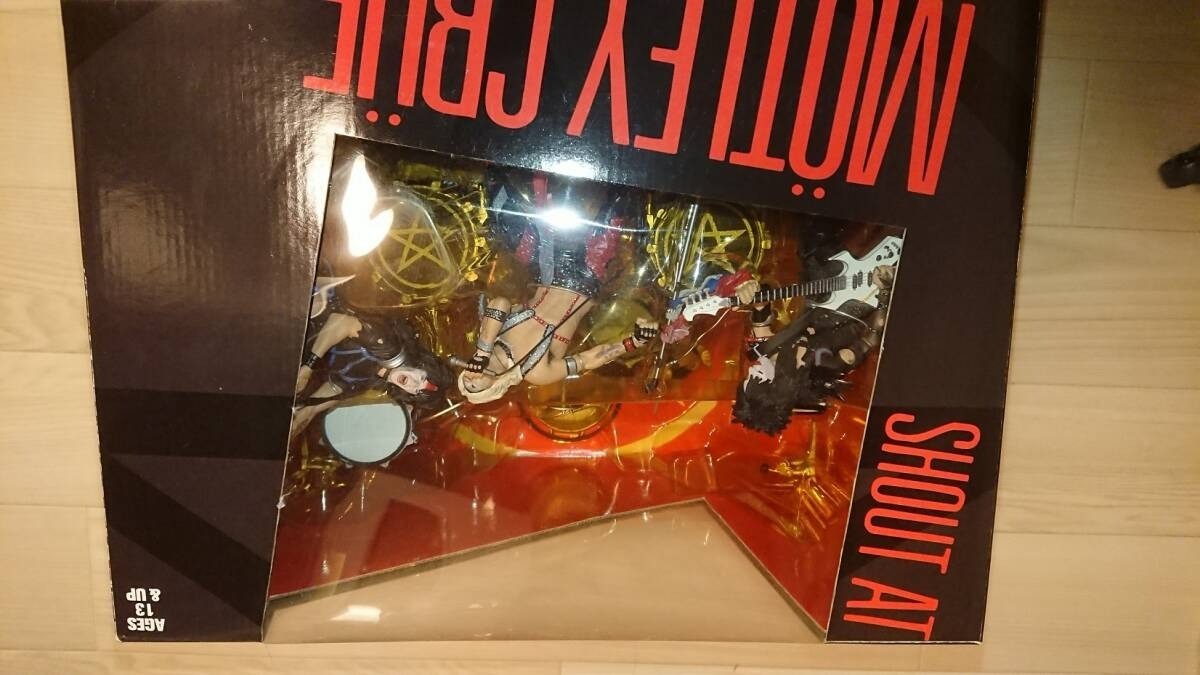 MÖTLEY CRÜE
SHOUT AT
AGES
13
& UP